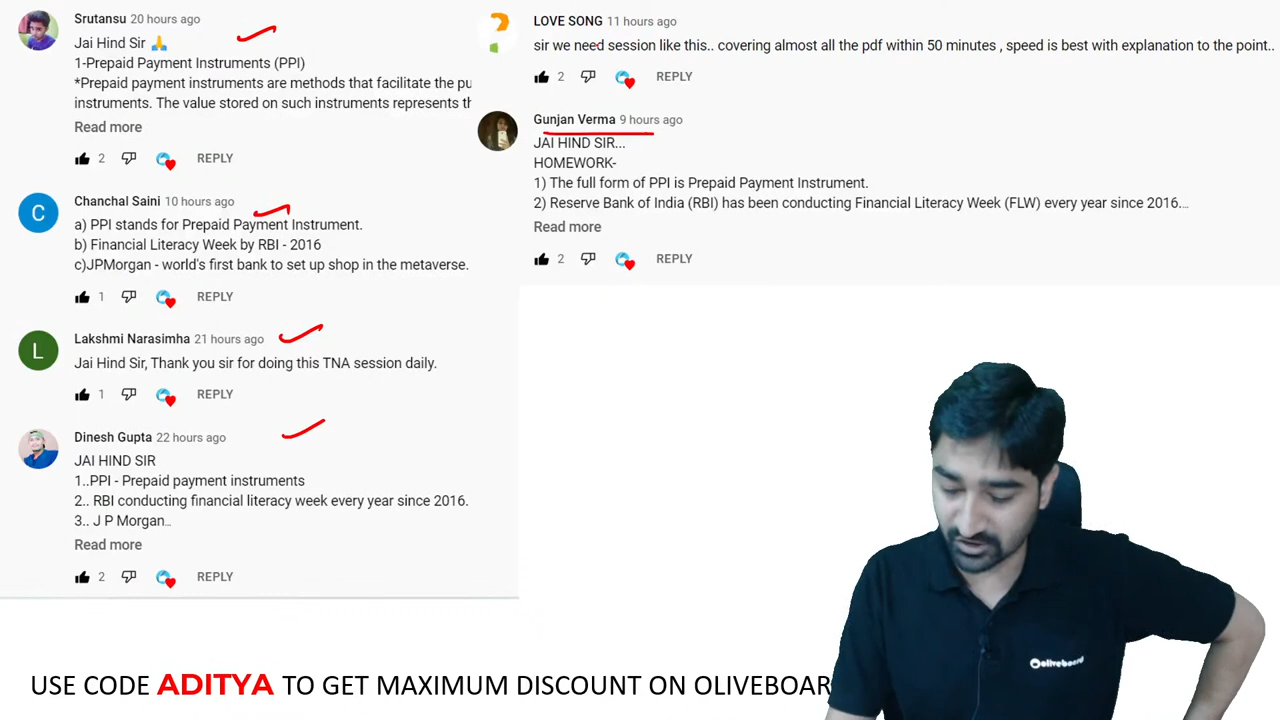 Srutansu 20 hours ago
Jai Hind Sir 🙏
1-Prepaid Payment Instruments (PPI)
*Prepaid payment instruments are methods that facilitate the pu
instruments. The value stored on such instruments represents th
Read more
2 REPLY
C
Chanchal Saini 10 hours ago
a) PPI stands for Prepaid Payment Instrument.
b) Financial Literacy Week by RBI - 2016
c)JPMorgan - world's first bank to set up shop in the metaverse.
1 REPLY
L
Lakshmi Narasimha 21 hours ago
Jai Hind Sir, Thank you sir for doing this TNA session daily.
1 REPLY
Dinesh Gupta 22 hours ago
JAI HIND SIR
1..PPI - Prepaid payment instruments
2.. RBI conducting financial literacy week every year since 2016.
3.. J P Morgan...
Read more
2 REPLY
LOVE SONG 11 hours ago
sir we need session like this.. covering almost all the pdf within 50 minutes , speed is best with explanation to the point..
2 REPLY
Gunjan Verma 9 hours ago
JAI HIND SIR...
HOMEWORK-
1) The full form of PPI is Prepaid Payment Instrument.
2) Reserve Bank of India (RBI) has been conducting Financial Literacy Week (FLW) every year since 2016...
Read more
2 REPLY
oliveboard
USE CODE ADITYA TO GET MAXIMUM DISCOUNT ON OLIVEBOAR